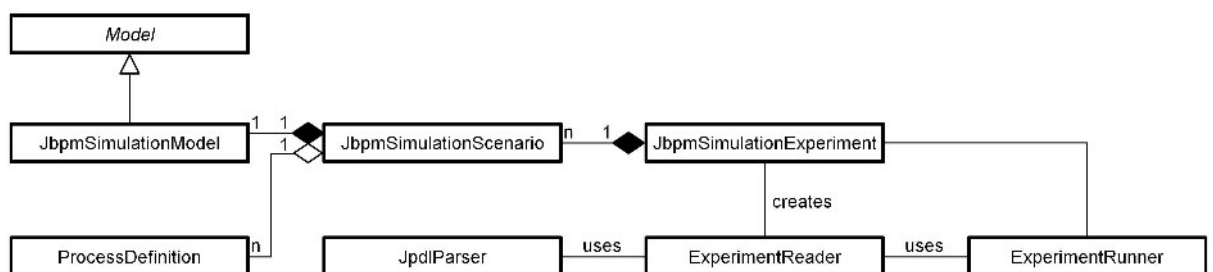 Model
1 1
JbpmSimulationModel
JbpmSimulationScenario
n 1
JbpmSimulationExperiment
1
creates
n
ProcessDefinition
JpdlParser
uses
ExperimentReader
uses
ExperimentRunner